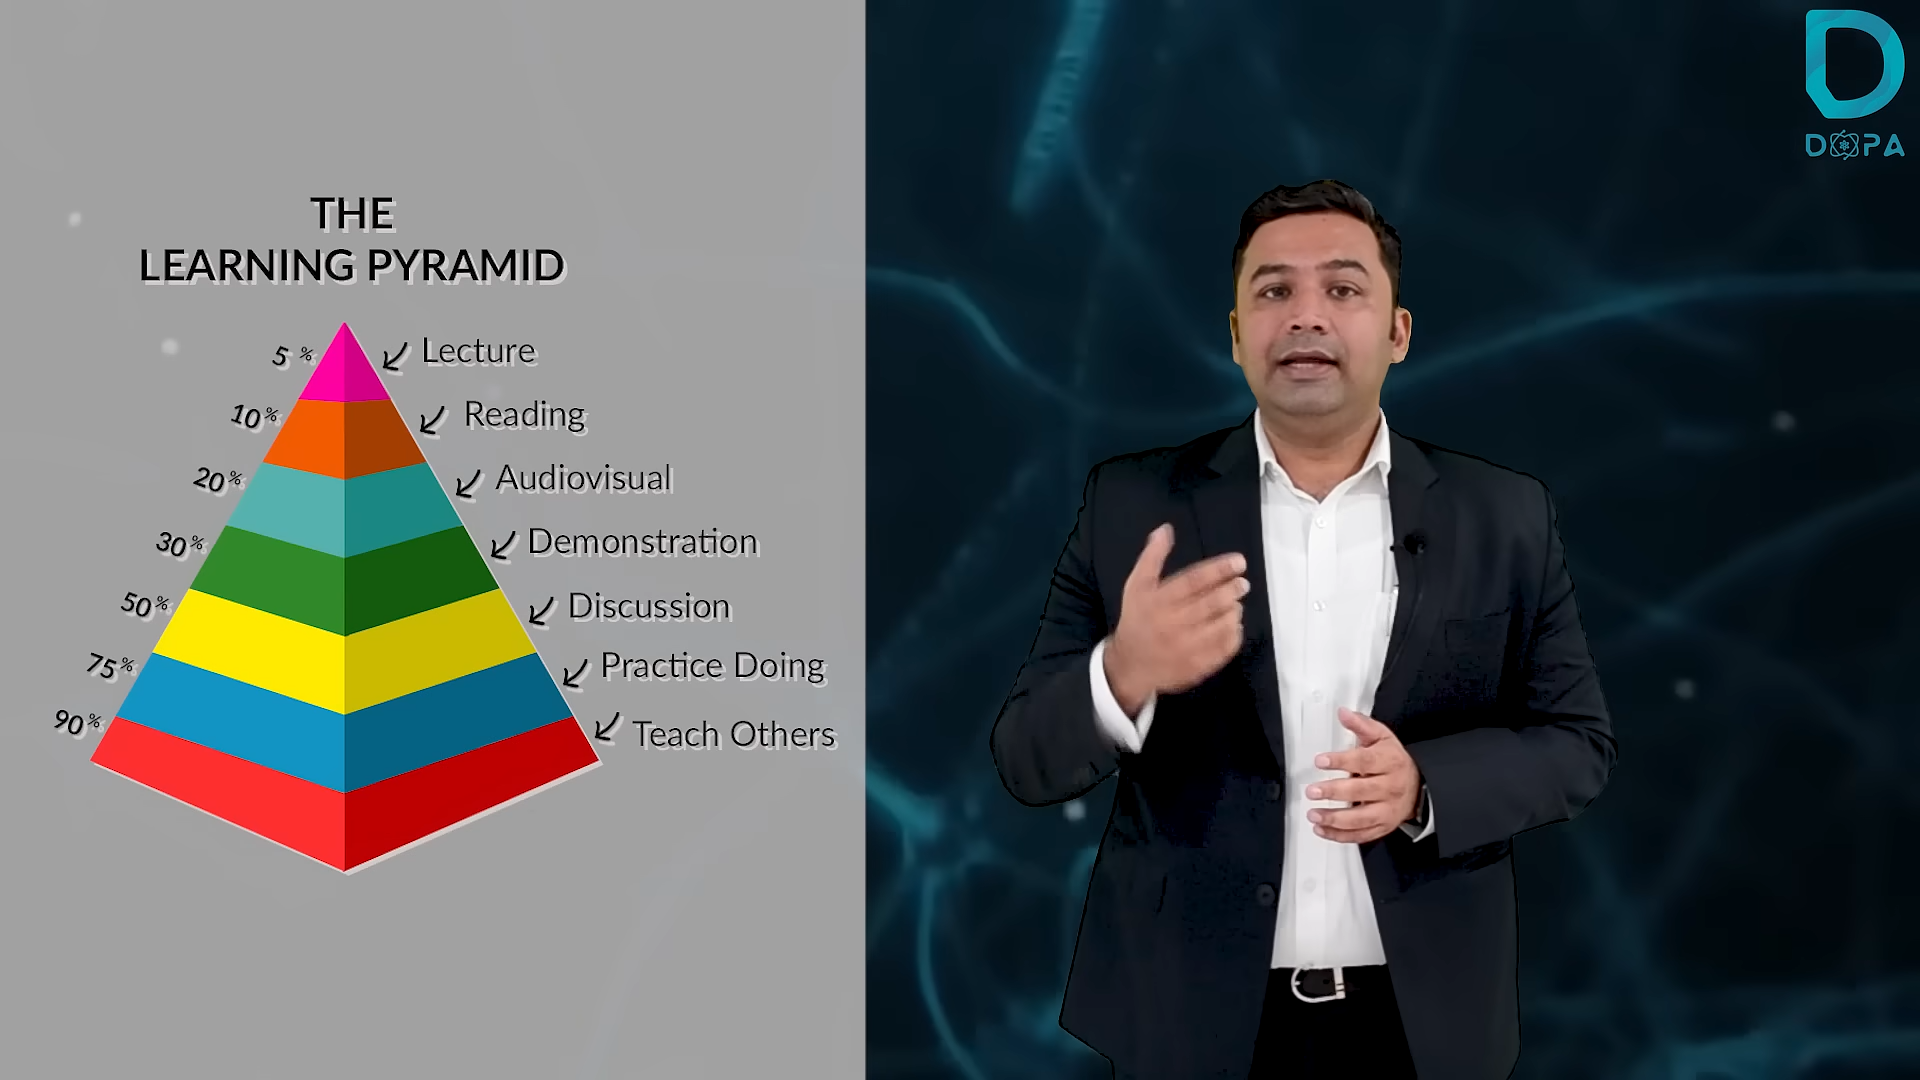 THE
LEARNING PYRAMID
5 % Lecture
10% Reading
20% Audiovisual
30% Demonstration
50% Discussion
75% Practice Doing
90% Teach Others
D
DOPA